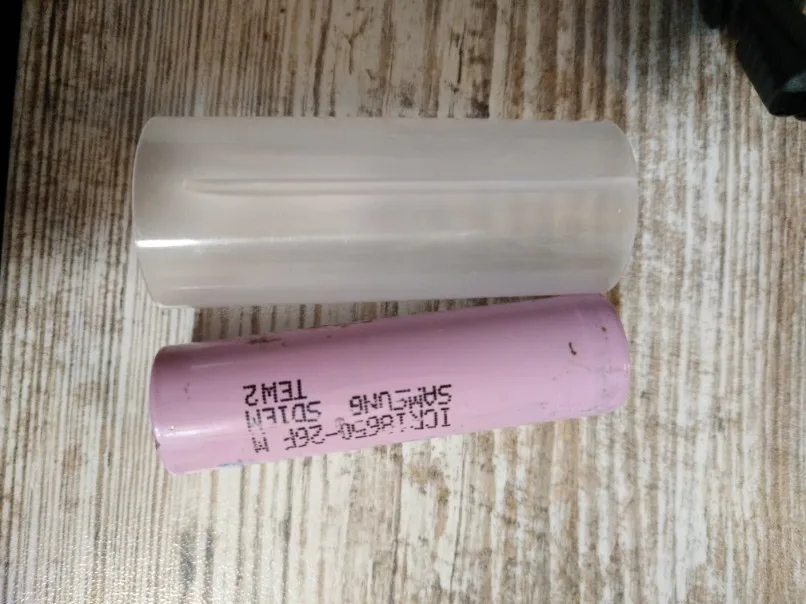 ICR18650-26F M
SAMSUNG SDIEM
TEW2